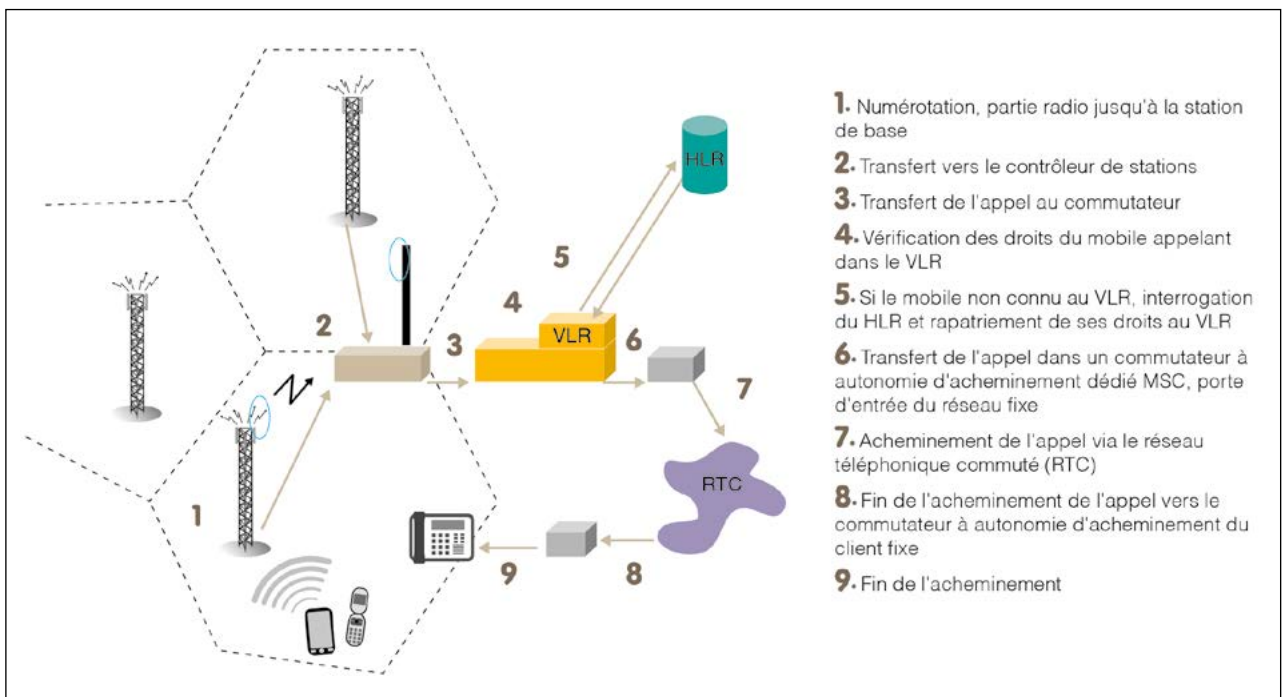 HLR
5
4
VLR
6
2
3
7
RTC
1
9
8
1. Numérotation, partie radio jusqu'à la station
de base
2. Transfert vers le contrôleur de stations
3. Transfert de l'appel au commutateur
4. Vérification des droits du mobile appelant
dans le VLR
5. Si le mobile non connu au VLR, interrogation
du HLR et rapatriement de ses droits au VLR
6. Transfert de l'appel dans un commutateur à
autonomie d'acheminement dédié MSC, porte
d'entrée du réseau fixe
7. Acheminement de l'appel via le réseau
téléphonique commuté (RTC)
8. Fin de l'acheminement de l'appel vers le
commutateur à autonomie d'acheminement du
client fixe
9. Fin de l'acheminement